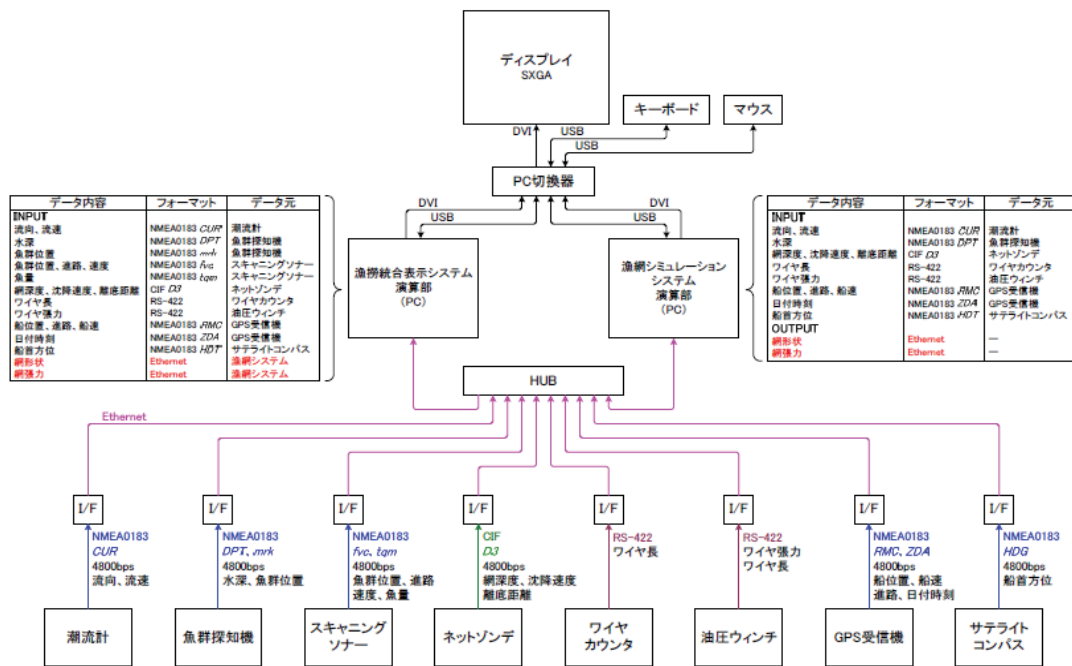 ディスプレイ
SXGA
キーボード
マウス
DVI
USB
USB
PC切換器
DVI
USB
DVI
USB
データ内容 フォーマット データ元
INPUT
流向、流速 NMEA0183 CUR 潮流計
水深 NMEA0183 DPT 魚群探知機
魚群位置 NMEA0183 mrk 魚群探知機
魚群位置、進路、速度 NMEA0183 fvc スキャニングソナー
魚量 NMEA0183 tqm スキャニングソナー
網深度、沈降速度、離底距離 CIF D3 ネットゾンデ
ワイヤ長 RS-422 ワイヤカウンタ
ワイヤ張力 RS-422 油圧ウィンチ
船位置、進路、船速 NMEA0183 RMC GPS受信機
日付時刻 NMEA0183 ZDA GPS受信機
船首方位 NMEA0183 HDT サテライトコンパス
網形状 Ethernet 漁網システム
網張力 Ethernet 漁網システム
漁撈統合表示システム
演算部
(PC)
漁網シミュレーション
システム
演算部
(PC)
データ内容 フォーマット データ元
INPUT
流向、流速 NMEA0183 CUR 潮流計
水深 NMEA0183 DPT 魚群探知機
網深度、沈降速度、離底距離 CIF D3 ネットゾンデ
ワイヤ長 RS-422 ワイヤカウンタ
ワイヤ張力 RS-422 油圧ウィンチ
船位置、進路、船速 NMEA0183 RMC GPS受信機
日付時刻 NMEA0183 ZDA GPS受信機
船首方位 NMEA0183 HDT サテライトコンパス
OUTPUT
網形状 Ethernet ―
網張力 Ethernet ―
HUB
Ethernet
I/F
I/F
I/F
I/F
I/F
I/F
I/F
I/F
NMEA0183
CUR
4800bps
流向、流速
NMEA0183
DPT、mrk
4800bps
水深、魚群位置
NMEA0183
fvc、tqm
4800bps
魚群位置、進路
速度、魚量
CIF
D3
4800bps
網深度、沈降速度
離底距離
RS-422
ワイヤ長
RS-422
ワイヤ張力
ワイヤ長
NMEA0183
RMC、ZDA
4800bps
船位置、船速
進路、日付時刻
NMEA0183
HDG
4800bps
船首方位
潮流計
魚群探知機
スキャニング
ソナー
ネットゾンデ
ワイヤ
カウンタ
油圧ウィンチ
GPS受信機
サテライト
コンパス